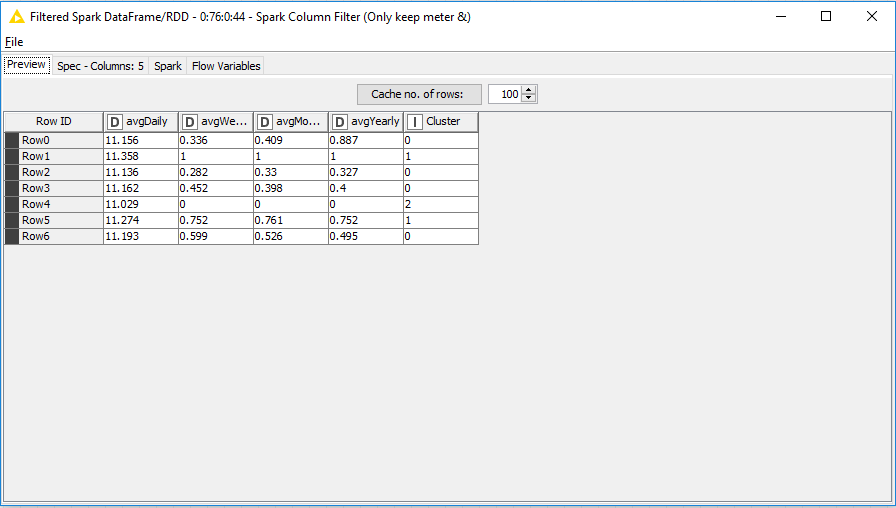 Filtered Spark DataFrame/RDD - 0:76:0:44 - Spark Column Filter (Only keep meter &)
File
Preview Spec - Columns: 5 Spark Flow Variables
Cache no. of rows: 100
Row ID D avgDaily D avgWe... D avgMo... D avgYearly I Cluster
Row0 11.156 0.336 0.409 0.887 0
Row1 11.358 1 1 1 1
Row2 11.136 0.282 0.33 0.327 0
Row3 11.162 0.452 0.398 0.4 0
Row4 11.029 0 0 0 2
Row5 11.274 0.752 0.761 0.752 1
Row6 11.193 0.599 0.526 0.495 0